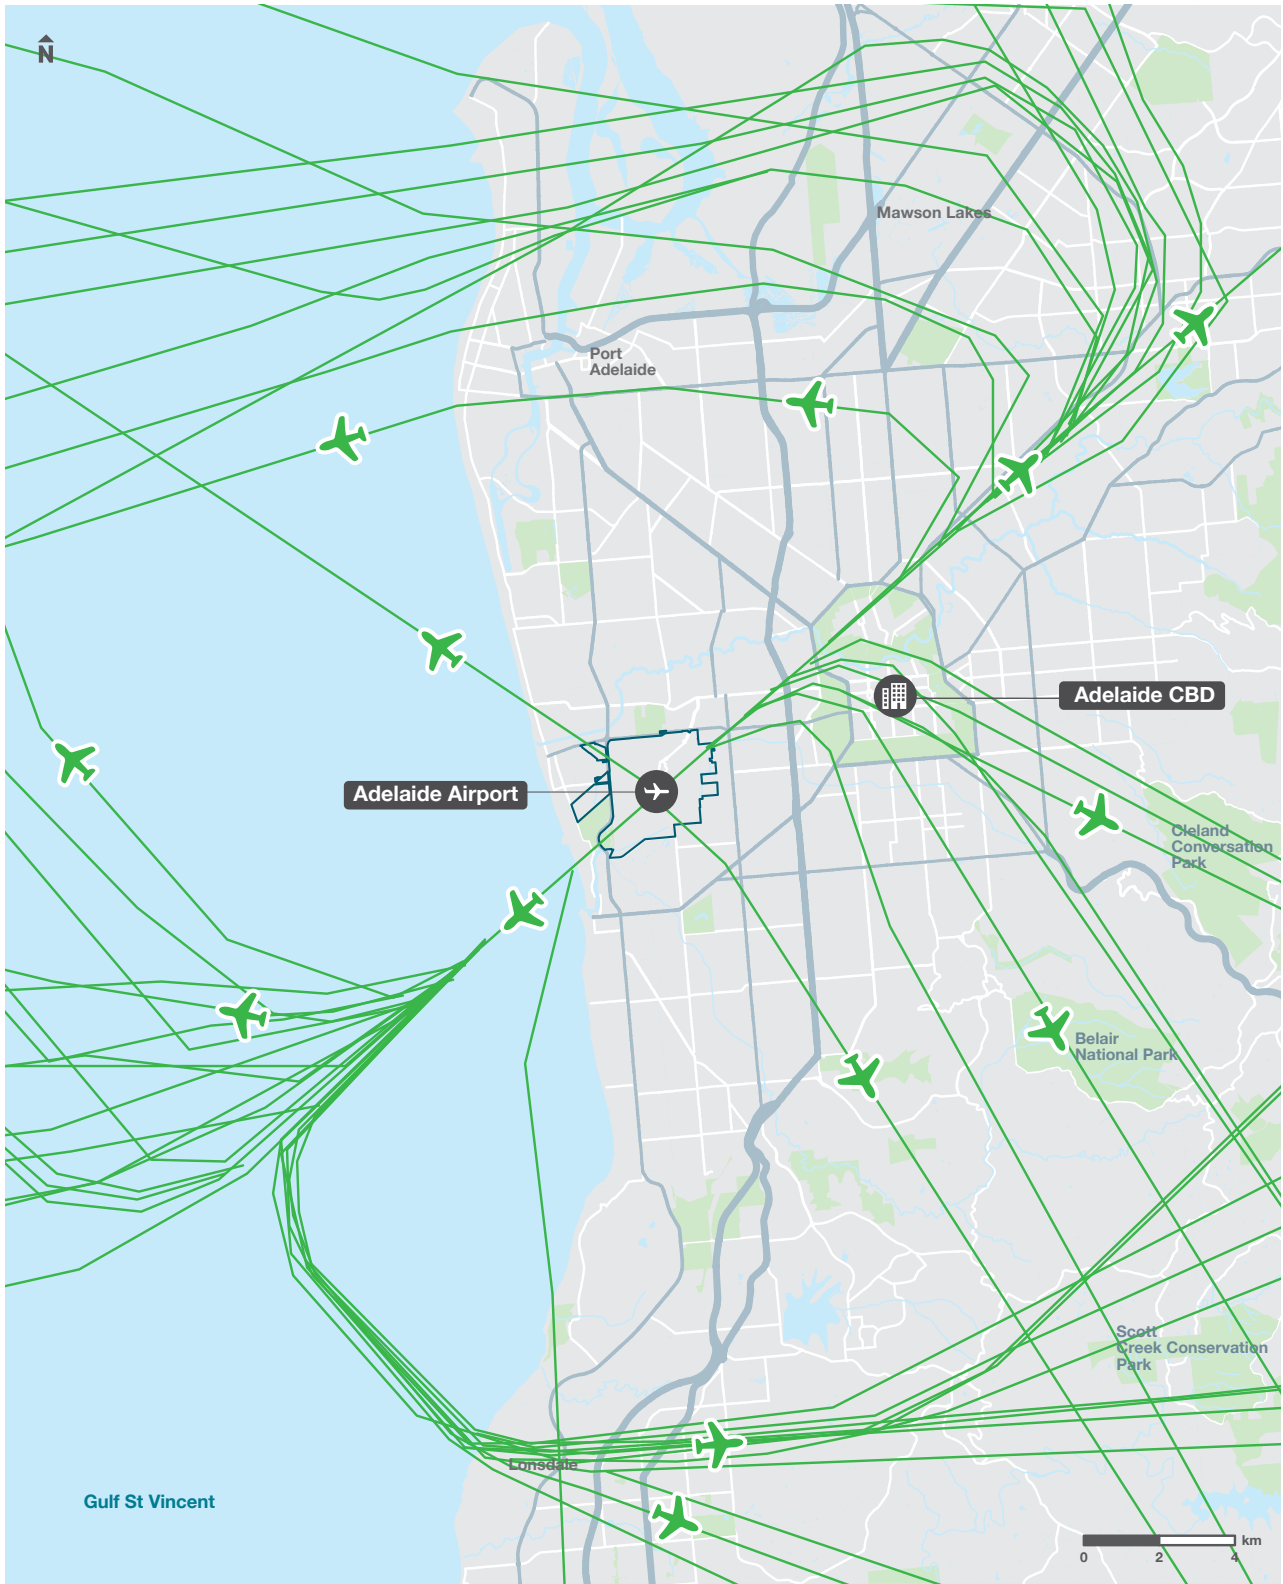 N
Mawson Lakes
Port
Adelaide
Adelaide CBD
Adelaide Airport
Cleland
Conversation
Park
Belair
National Park
Scott
Creek Conservation
Park
Lonsdale
Gulf St Vincent
km
0 2 4